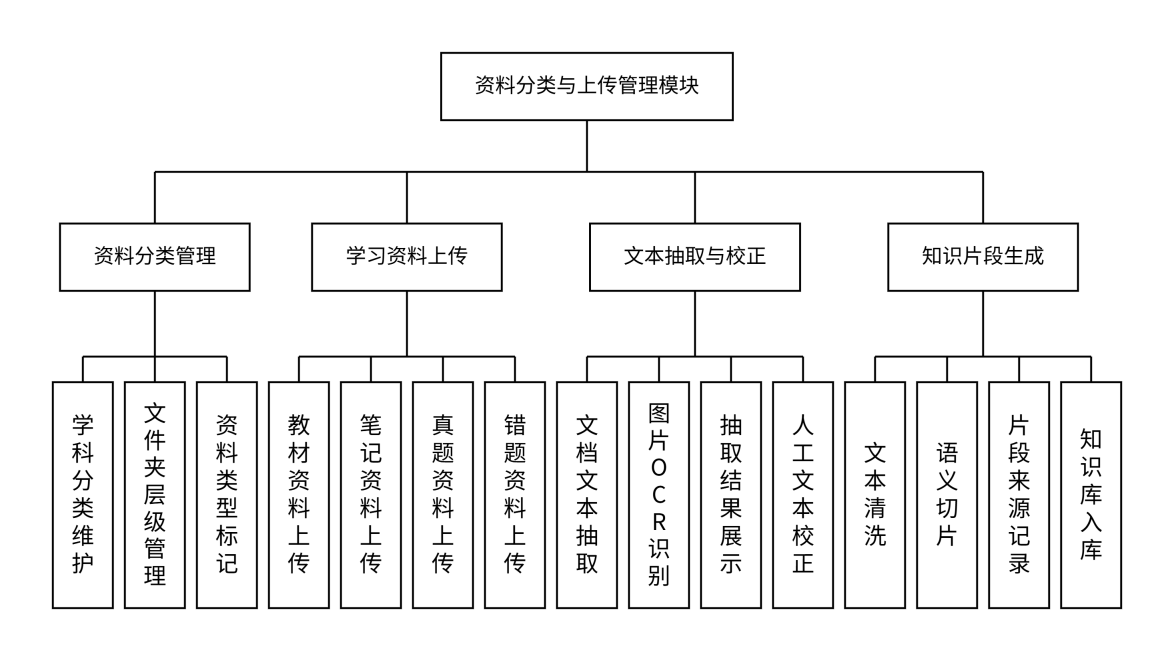 资料分类与上传管理模块
资料分类管理
学习资料上传
文本抽取与校正
知识片段生成
学科分类维护
文件夹层级管理
资料类型标记
教材资料上传
笔记资料上传
真题资料上传
错题资料上传
文档文本抽取
图片OCR识别
抽取结果展示
人工文本校正
文本清洗
语义切片
片段来源记录
知识库入库